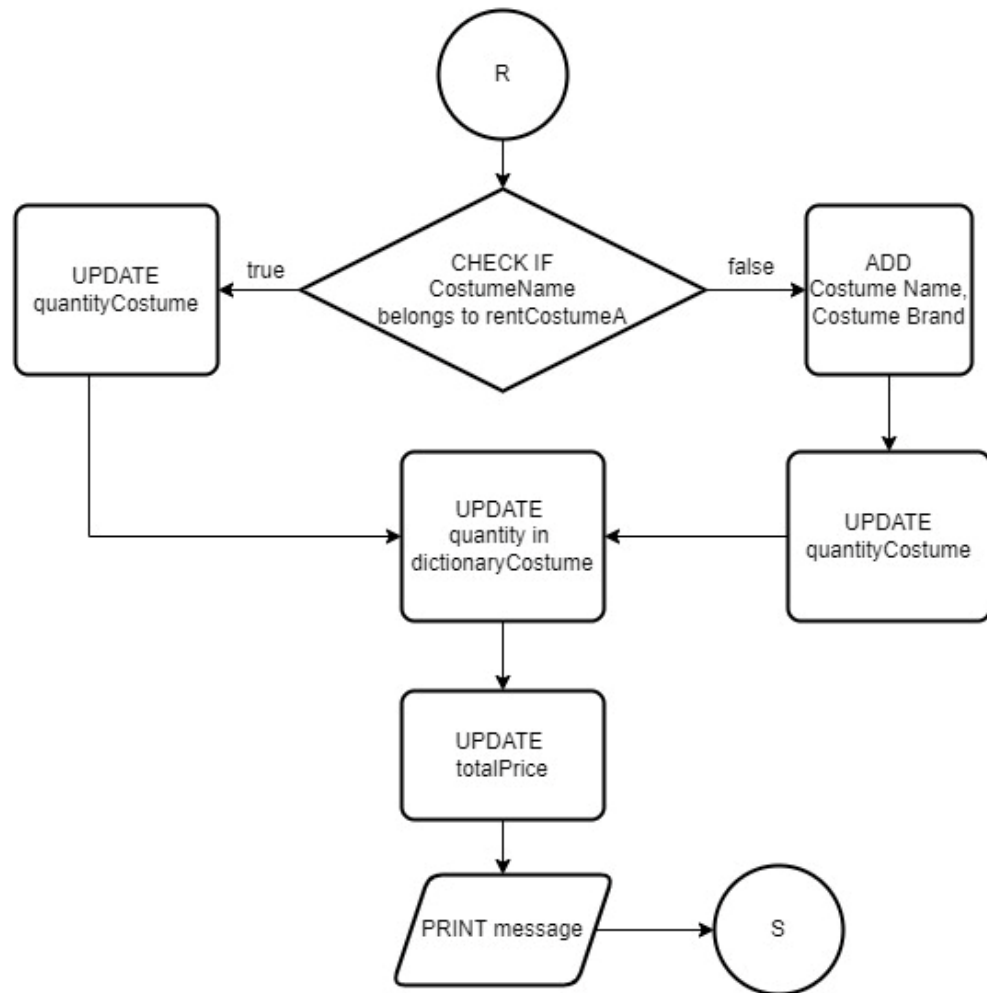 R
CHECK IF
CostumeName
belongs to rentCostumeA
true
false
UPDATE
quantityCostume
ADD
Costume Name,
Costume Brand
UPDATE
quantity in
dictionaryCostume
UPDATE
quantityCostume
UPDATE
totalPrice
PRINT message
S